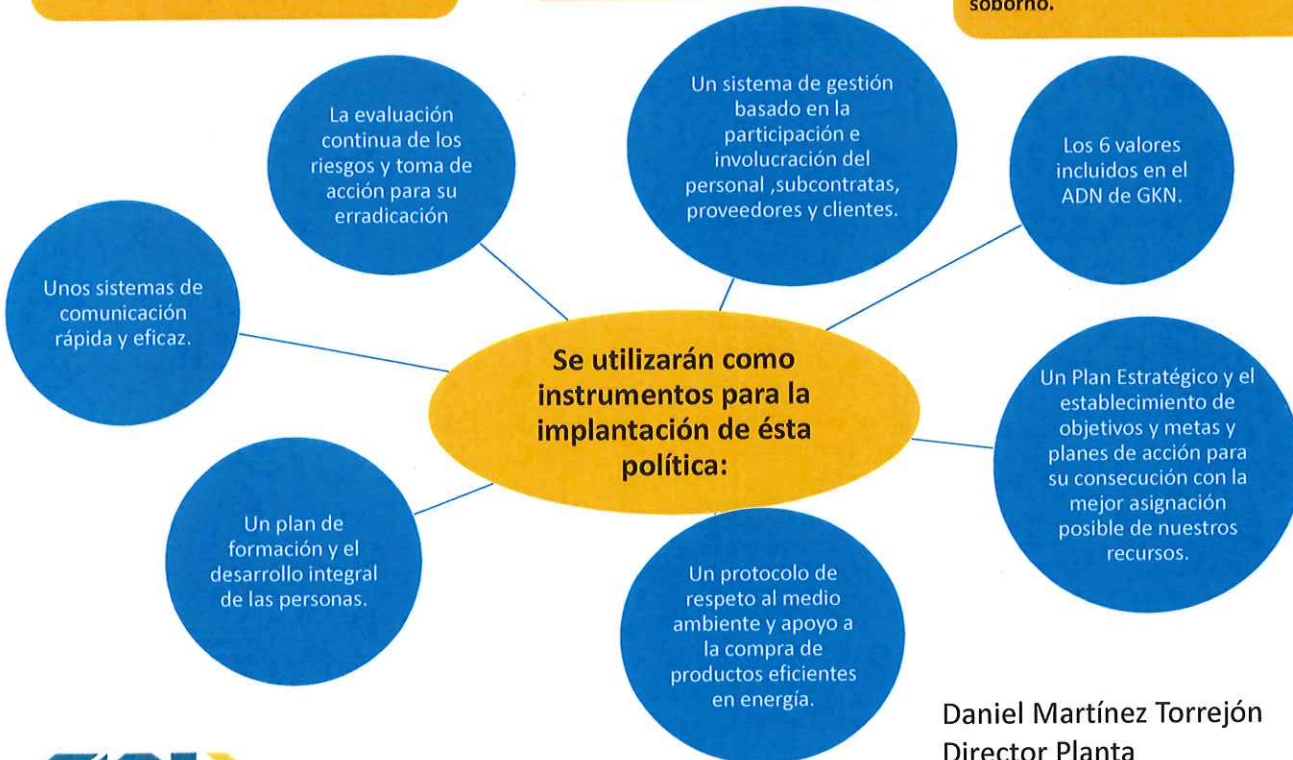 soborno.
La evaluación
continua de los
riesgos y toma de
acción para su
erradicación
Un sistema de gestión
basado en la
participación e
involucración del
personal ,subcontratas,
proveedores y clientes.
Los 6 valores
incluidos en el
ADN de GKN.
Unos sistemas de
comunicación
rápida y eficaz.
Se utilizarán como
instrumentos para la
implantación de ésta
política:
Un Plan Estratégico y el
establecimiento de
objetivos y metas y
planes de acción para
su consecución con la
mejor asignación
posible de nuestros
recursos.
Un plan de
formación y el
desarrollo integral
de las personas.
Un protocolo de
respeto al medio
ambiente y apoyo a
la compra de
productos eficientes
en energía.
Daniel Martínez Torrejón
Director Planta